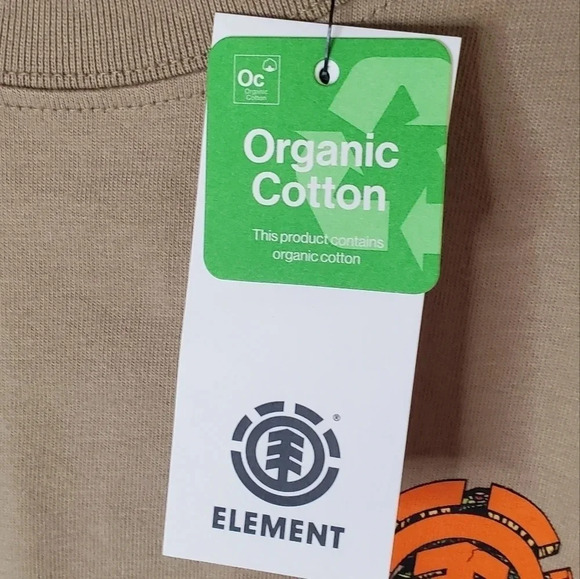 Oc
Organic
Cotton
Organic
Cotton
This product contains
organic cotton
®
ELEMENT